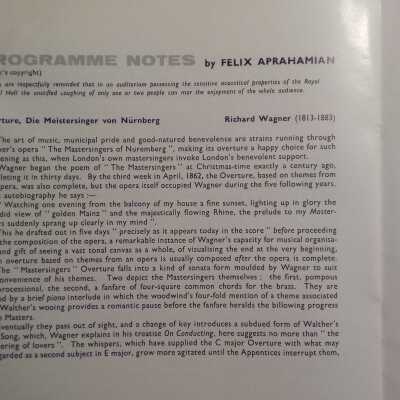 ROGRAMME NOTES by FELIX APRAHAMIAN
's copyright)
are respectfully reminded that in an auditorium possessing the sensitive acoustical properties of the Royal
l Hall the unstifled coughing of only one or two people can mar the enjoyment of the whole audience.
rture, Die Meistersinger von Nürnberg Richard Wagner (1813-1883)
The art of music, municipal pride and good-natured benevolence are strains running through
er's opera " The Mastersingers of Nuremberg ", making its overture a happy choice for such
ening as this, when London's own mastersingers invoke London's benevolent support.
Wagner began the poem of " The Mastersingers " at Christmas-time exactly a century ago,
leting it in thirty days. By the third week in April, 1862, the Overture, based on themes from
pera, was also complete, but the opera itself occupied Wagner during the five following years.
s autobiography he says :—
" Watching one evening from the balcony of my house a fine sunset, lighting up in glory the
did view of " golden Mainz " and the majestically flowing Rhine, the prelude to my Master-
rs suddenly sprang up clearly in my mind ".
This he drafted out in five days " precisely as it appears today in the score " before proceeding
the composition of the opera, a remarkable instance of Wagner's capacity for musical organisa-
and gift of seeing a vast tonal canvas as a whole, of visualising the end at the very beginning,
n overture based on themes from an opera is usually composed after the opera is complete.
The " Mastersingers " Overture falls into a kind of sonata form moulded by Wagner to suit
onvenience of his themes. Two depict the Mastersingers themselves : the first, pompous
rocessional, the second, a fanfare of four-square common chords for the brass. They are
d by a brief piano interlude in which the woodwind's four-fold mention of a theme associated
Walther's wooing provides a romantic pause before the fanfare heralds the billowing progress
e Masters.
ventually they pass out of sight, and a change of key introduces a subdued form of Walther's
Song, which, Wagner explains in his treatise On Conducting, here suggests no more than " the
ering of lovers ". The whispers, which have supplied the C major Overture with what may
garded as a second subject in E major, grow more agitated until the Apprentices interrupt them,